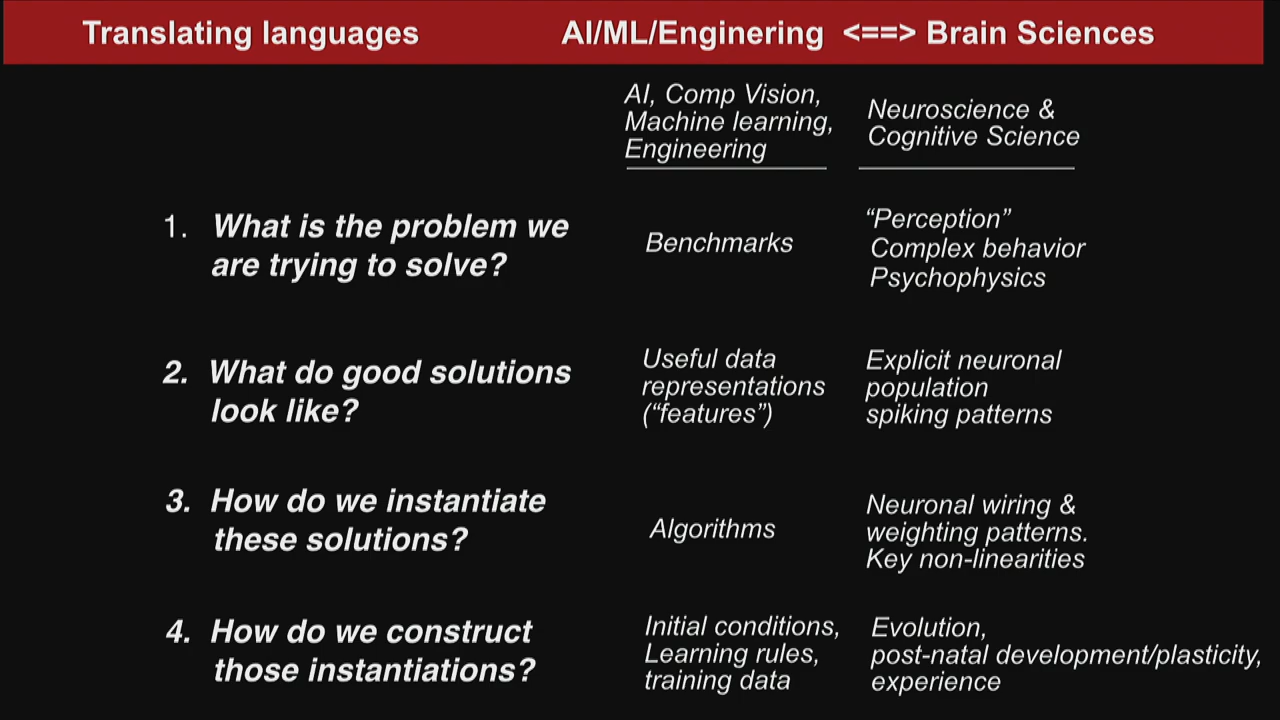 Translating languages
AI/ML/Enginering <==> Brain Sciences
AI, Comp Vision,
Machine learning,
Engineering
Neuroscience &
Cognitive Science
1. What is the problem we
are trying to solve?
Benchmarks
“Perception”
Complex behavior
Psychophysics
2. What do good solutions
look like?
Useful data
representations
(“features”)
Explicit neuronal
population
spiking patterns
3. How do we instantiate
these solutions?
Algorithms
Neuronal wiring &
weighting patterns.
Key non-linearities
4. How do we construct
those instantiations?
Initial conditions,
Learning rules,
training data
Evolution,
post-natal development/plasticity,
experience